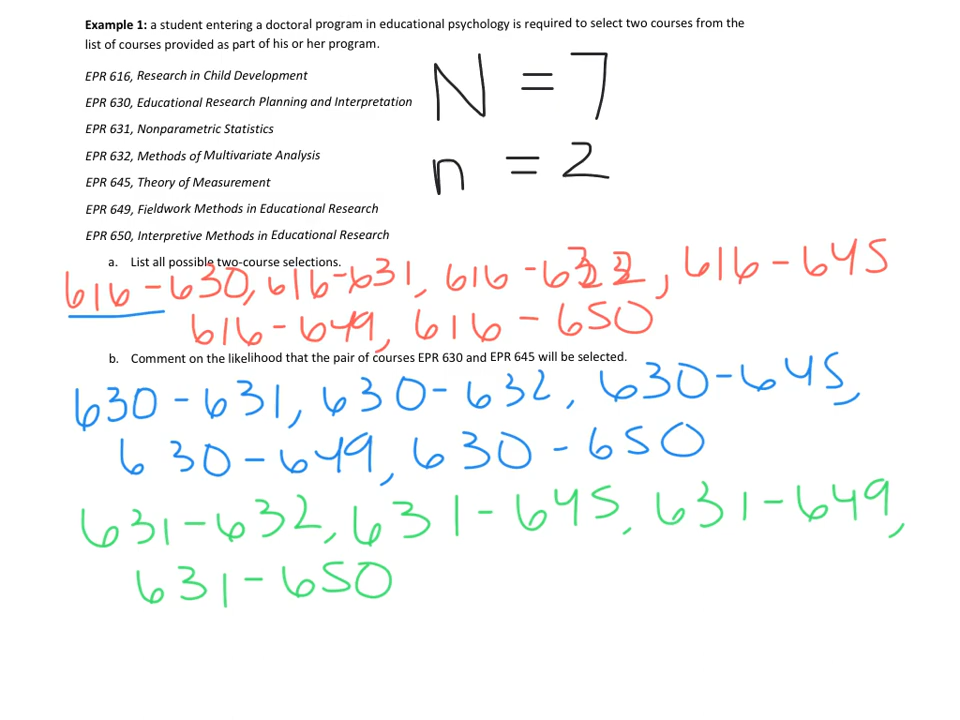 Example 1: a student entering a doctoral program in educational psychology is required to select two courses from the
list of courses provided as part of his or her program.
N = 7
EPR 616, Research in Child Development
EPR 630, Educational Research Planning and Interpretation
EPR 631, Nonparametric Statistics
n = 2
EPR 632, Methods of Multivariate Analysis
EPR 645, Theory of Measurement
EPR 649, Fieldwork Methods in Educational Research
EPR 650, Interpretive Methods in Educational Research
a. List all possible two-course selections.
616-630, 616-631, 616-632, 616-645
616-649, 616-650
b. Comment on the likelihood that the pair of courses EPR 630 and EPR 645 will be selected.
630-631, 630-632, 630-645,
630-649, 630-650
631-632, 631-645, 631-649,
631-650